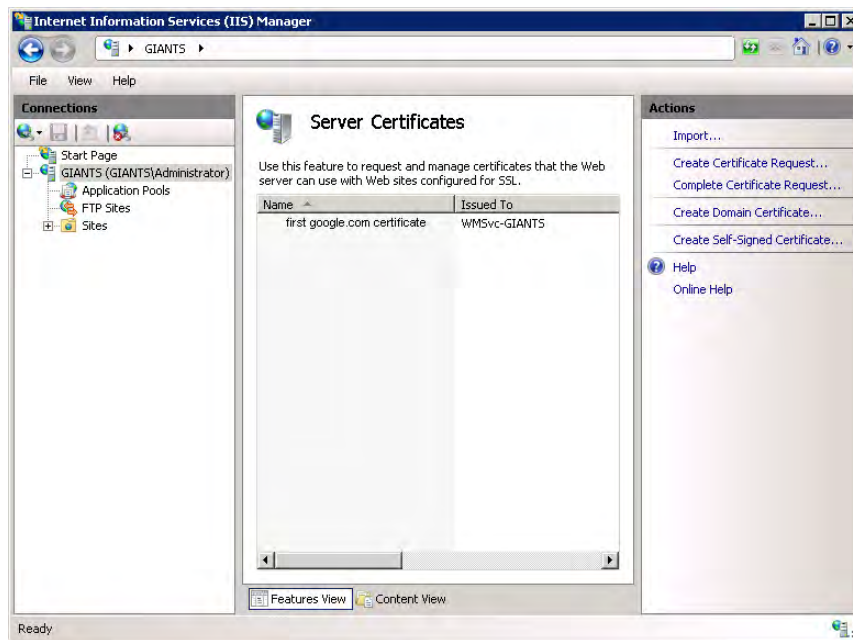 Internet Information Services (IIS) Manager
GIANTS
File View Help
Connections
Start Page
GIANTS (GIANTS\Administrator)
Application Pools
FTP Sites
Sites
Server Certificates
Use this feature to request and manage certificates that the Web
server can use with Web sites configured for SSL.
Name Issued To
first google.com certificate WMSvc-GIANTS
Features View Content View
Actions
Import...
Create Certificate Request...
Complete Certificate Request...
Create Domain Certificate...
Create Self-Signed Certificate...
Help
Online Help
Ready